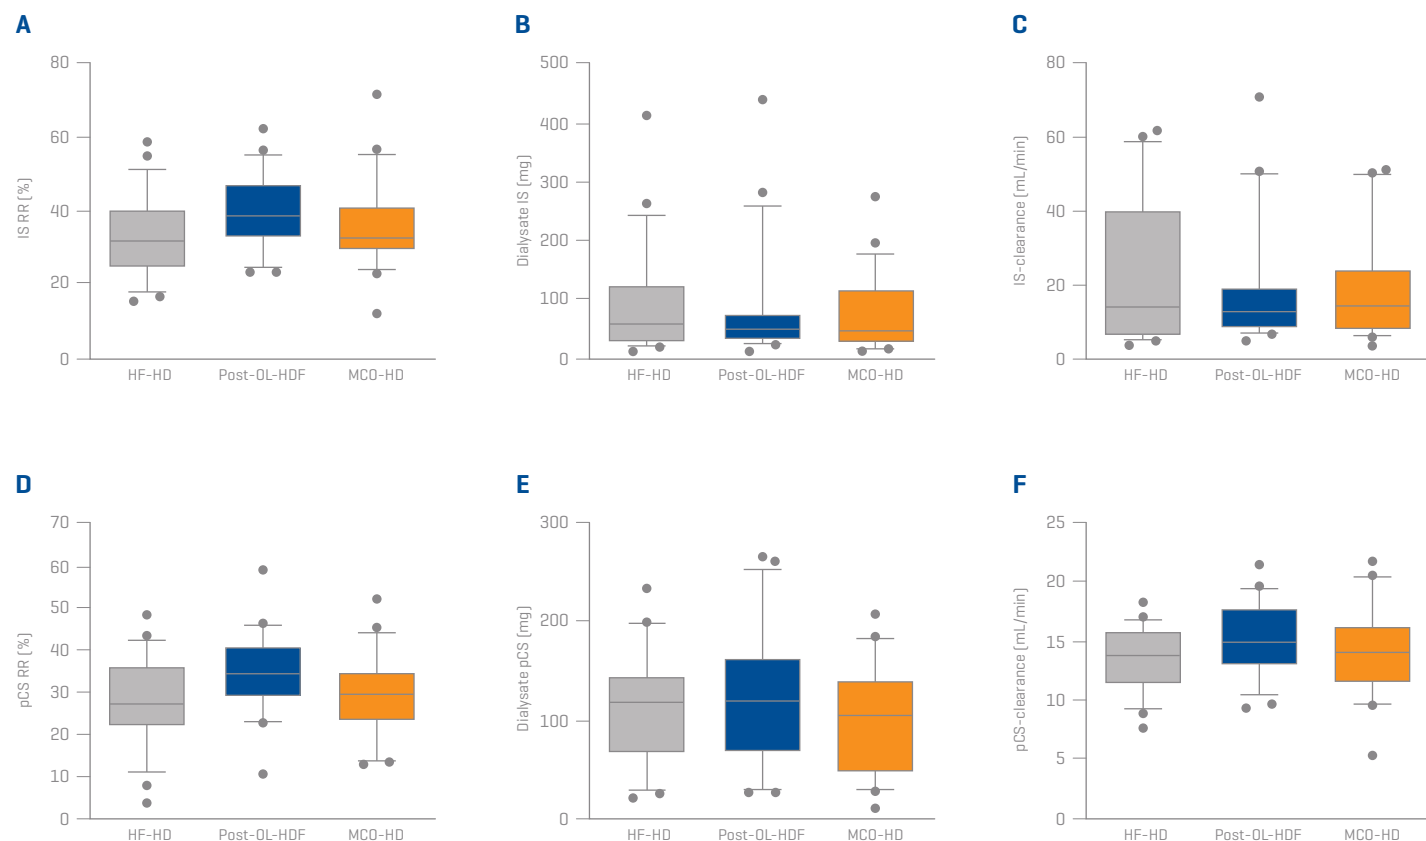 A
IS RR [%]
80
60
40
20
0
HF-HD Post-OL-HDF MCO-HD
B
Dialysate IS [mg]
500
400
300
200
100
0
HF-HD Post-OL-HDF MCO-HD
C
IS-clearance [mL/min]
80
60
40
20
0
HF-HD Post-OL-HDF MCO-HD
D
pCS RR [%]
70
60
50
40
30
20
10
0
HF-HD Post-OL-HDF MCO-HD
E
Dialysate pCS [mg]
300
200
100
0
HF-HD Post-OL-HDF MCO-HD
F
pCS-clearance [mL/min]
25
20
15
10
5
0
HF-HD Post-OL-HDF MCO-HD